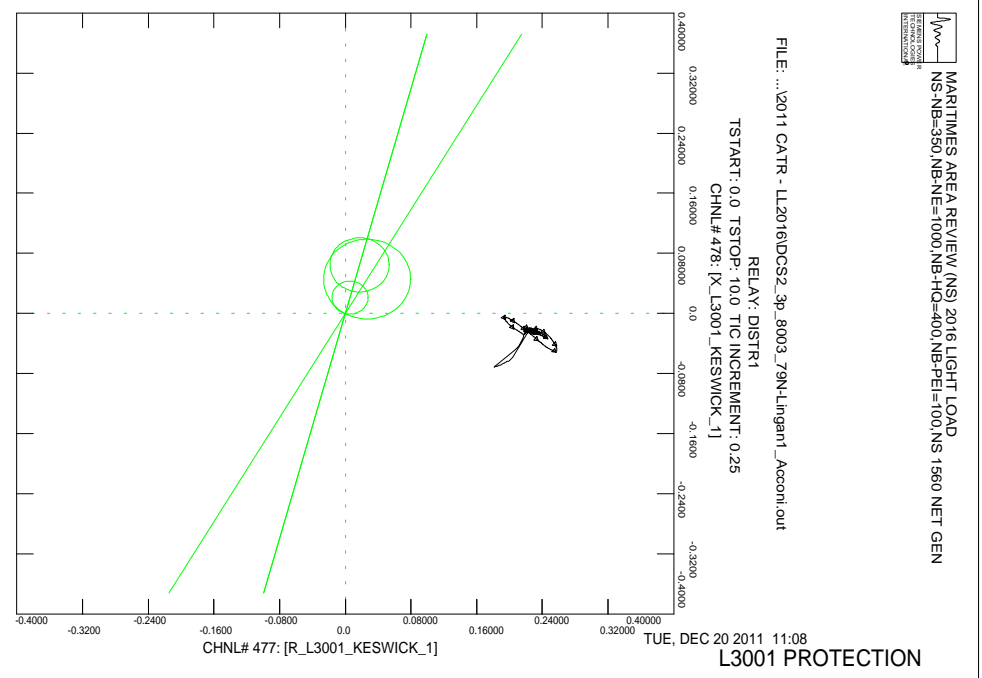 SIEMENS POWER
TECHNOLOGIES
INTERNATIONAL
MARITIMES AREA REVIEW (NS) 2016 LIGHT LOAD
NS-NB=350,NB-NE=1000,NB-HQ=400,NB-PEI=100,NS 1560 NET GEN
FILE: ...\2011 CATR - LL2016\DCS2_3p_8003_79N-Lingan1_Acconi.out
RELAY: DISTR1
TSTART: 0.0 TSTOP: 10.0 TIC INCREMENT: 0.25
CHNL# 478: [X_L3001_KESWICK_1]
0.40000
0.32000
0.24000
0.16000
0.08000
0.0
-0.0800
-0.1600
-0.2400
-0.3200
-0.4000
-0.4000
-0.3200
-0.2400
-0.1600
-0.0800
0.0
0.08000
0.16000
0.24000
0.32000
0.40000
CHNL# 477: [R_L3001_KESWICK_1]
TUE, DEC 20 2011 11:08
L3001 PROTECTION